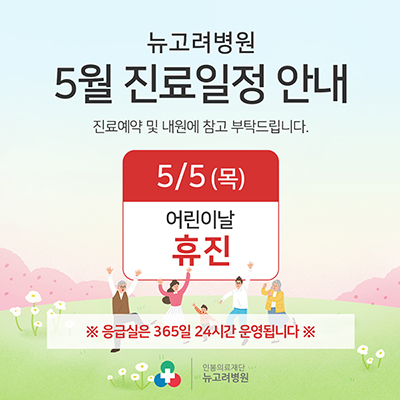 뉴고려병원
5월 진료일정 안내
진료예약 및 내원에 참고 부탁드립니다.
5/5 (목)
어린이날
휴진
※ 응급실은 365일 24시간 운영됩니다 ※
인봉의료재단
뉴고려병원